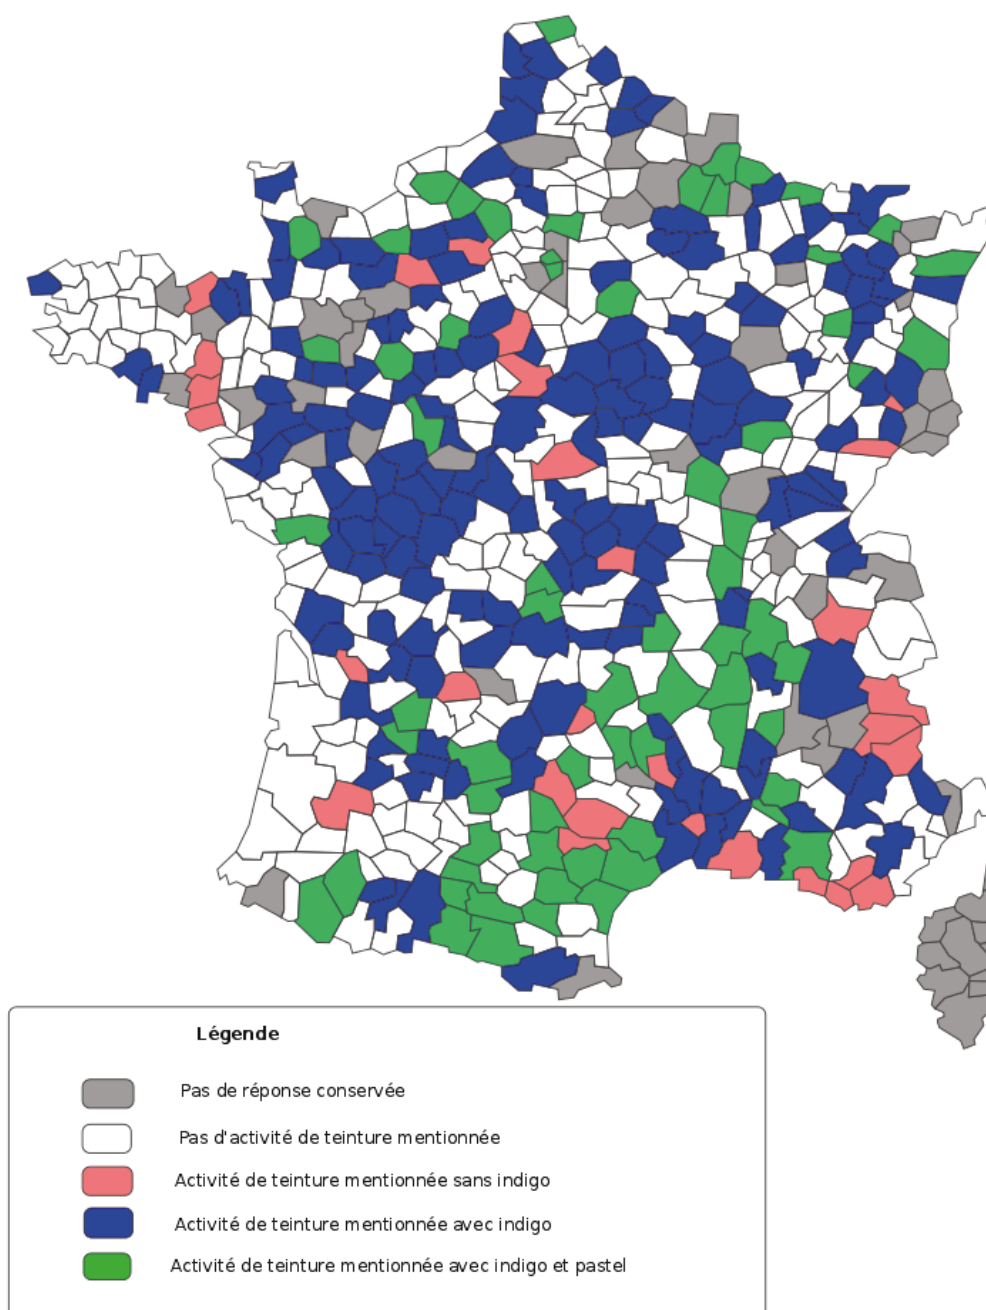 Légende
Pas de réponse conservée
Pas d'activité de teinture mentionnée
Activité de teinture mentionnée sans indigo
Activité de teinture mentionnée avec indigo
Activité de teinture mentionnée avec indigo et pastel